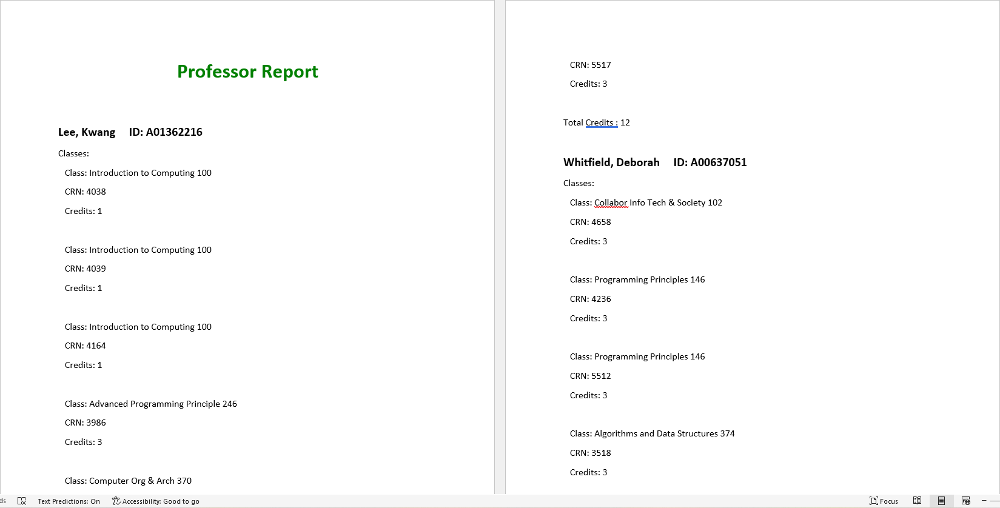 Professor Report
Lee, Kwang ID: A01362216
Classes:
Class: Introduction to Computing 100
CRN: 4038
Credits: 1
Class: Introduction to Computing 100
CRN: 4039
Credits: 1
Class: Introduction to Computing 100
CRN: 4164
Credits: 1
Class: Advanced Programming Principle 246
CRN: 3986
Credits: 3
Class: Computer Org & Arch 370
CRN: 5517
Credits: 3
Total Credits : 12
Whitfield, Deborah ID: A00637051
Classes:
Class: Collabor Info Tech & Society 102
CRN: 4658
Credits: 3
Class: Programming Principles 146
CRN: 4236
Credits: 3
Class: Programming Principles 146
CRN: 5512
Credits: 3
Class: Algorithms and Data Structures 374
CRN: 3518
Credits: 3
ds Text Predictions: On Accessibility: Good to go Focus